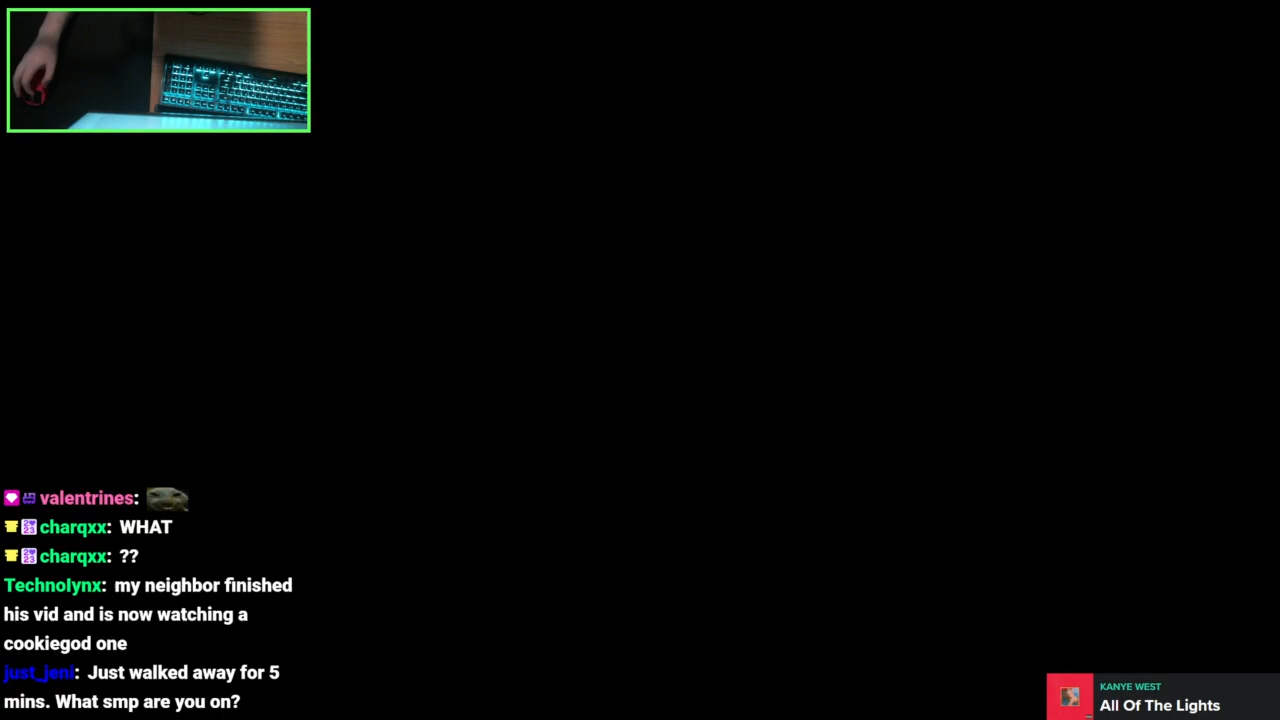 valentrines:
charqxx: WHAT
charqxx: ??
Technolynx: my neighbor finished
his vid and is now watching a
cookiegod one
just_jeni: Just walked away for 5
mins. What smp are you on?
KANYE WEST
All Of The Lights